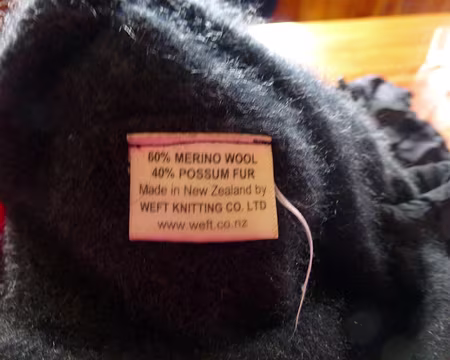 60% MERINO WOOL
40% POSSUM FUR
Made in New Zealand by
WEFT KNITTING CO. LTD
www.weft.co.nz